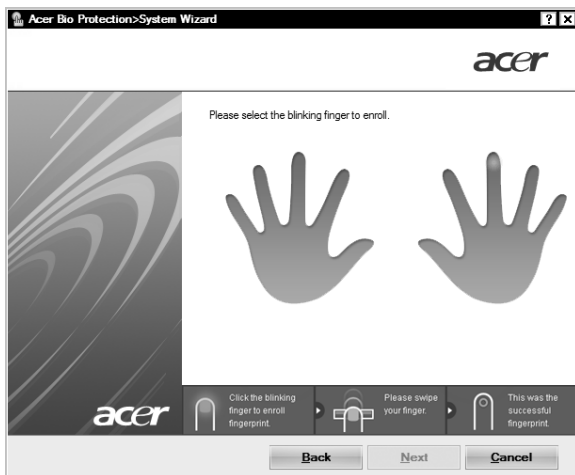 Acer Bio Protection>System Wizard
acer
Please select the blinking finger to enroll.
acer
Click the blinking
finger to enroll
fingerprint.
Please swipe
your finger.
This was the
successful
fingerprint.
Back
Next
Cancel